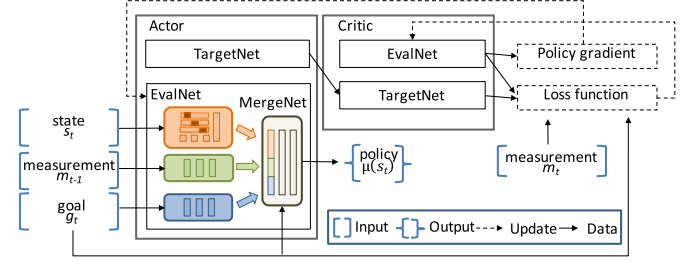 Actor
Critic
TargetNet
EvalNet
Policy gradient
EvalNet
MergeNet
TargetNet
Loss function
state
s_t
measurement
m_{t-1}
goal
g_t
policy
μ(s_t)
measurement
m_t
Input
Output
Update
Data